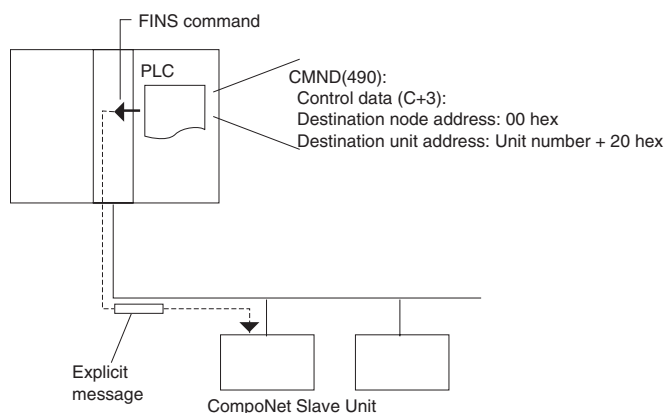 FINS command
PLC
CMND(490):
Control data (C+3):
Destination node address: 00 hex
Destination unit address: Unit number + 20 hex
Explicit
message
CompoNet Slave Unit